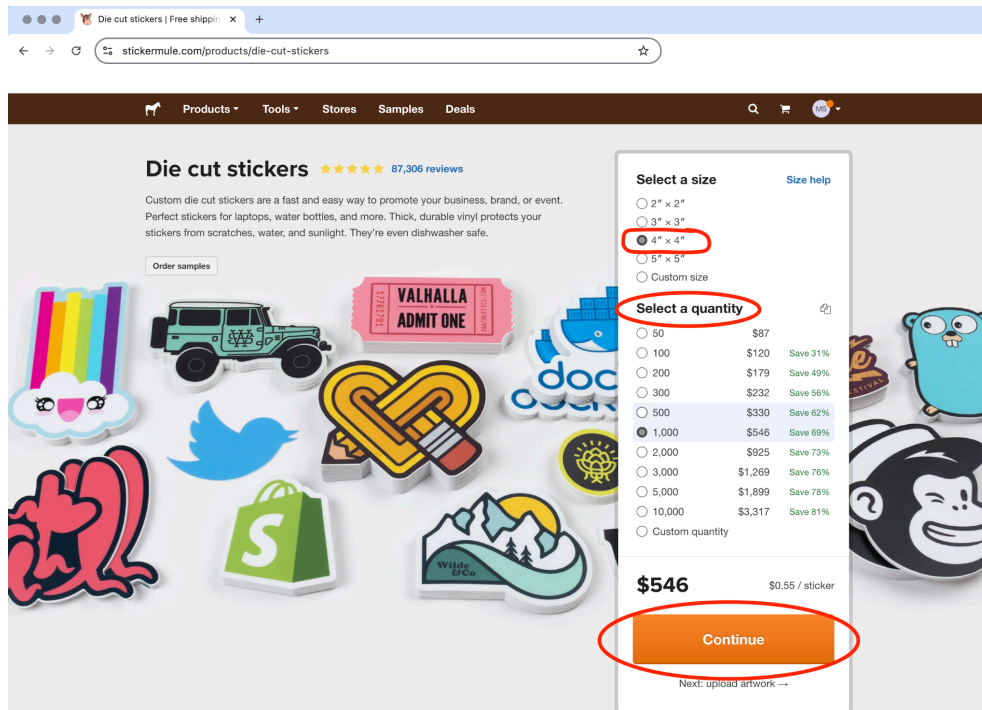 Die cut stickers | Free shippin
stickermule.com/products/die-cut-stickers
Products Tools Stores Samples Deals
MS
Die cut stickers 87,306 reviews
Custom die cut stickers are a fast and easy way to promote your business, brand, or event.
Perfect stickers for laptops, water bottles, and more. Thick, durable vinyl protects your
stickers from scratches, water, and sunlight. They're even dishwasher safe.
Order samples
Select a size Size help
2″ × 2″
3″ × 3″
4″ × 4″
5″ × 5″
Custom size
Select a quantity
50 $87
100 $120 Save 31%
200 $179 Save 49%
300 $232 Save 56%
500 $330 Save 62%
1,000 $546 Save 69%
2,000 $925 Save 73%
3,000 $1,269 Save 76%
5,000 $1,899 Save 78%
10,000 $3,317 Save 81%
Custom quantity
$546 $0.55 / sticker
Continue
Next: upload artwork →
17761791
VALHALLA
ADMIT ONE
S
Wilde
&Co